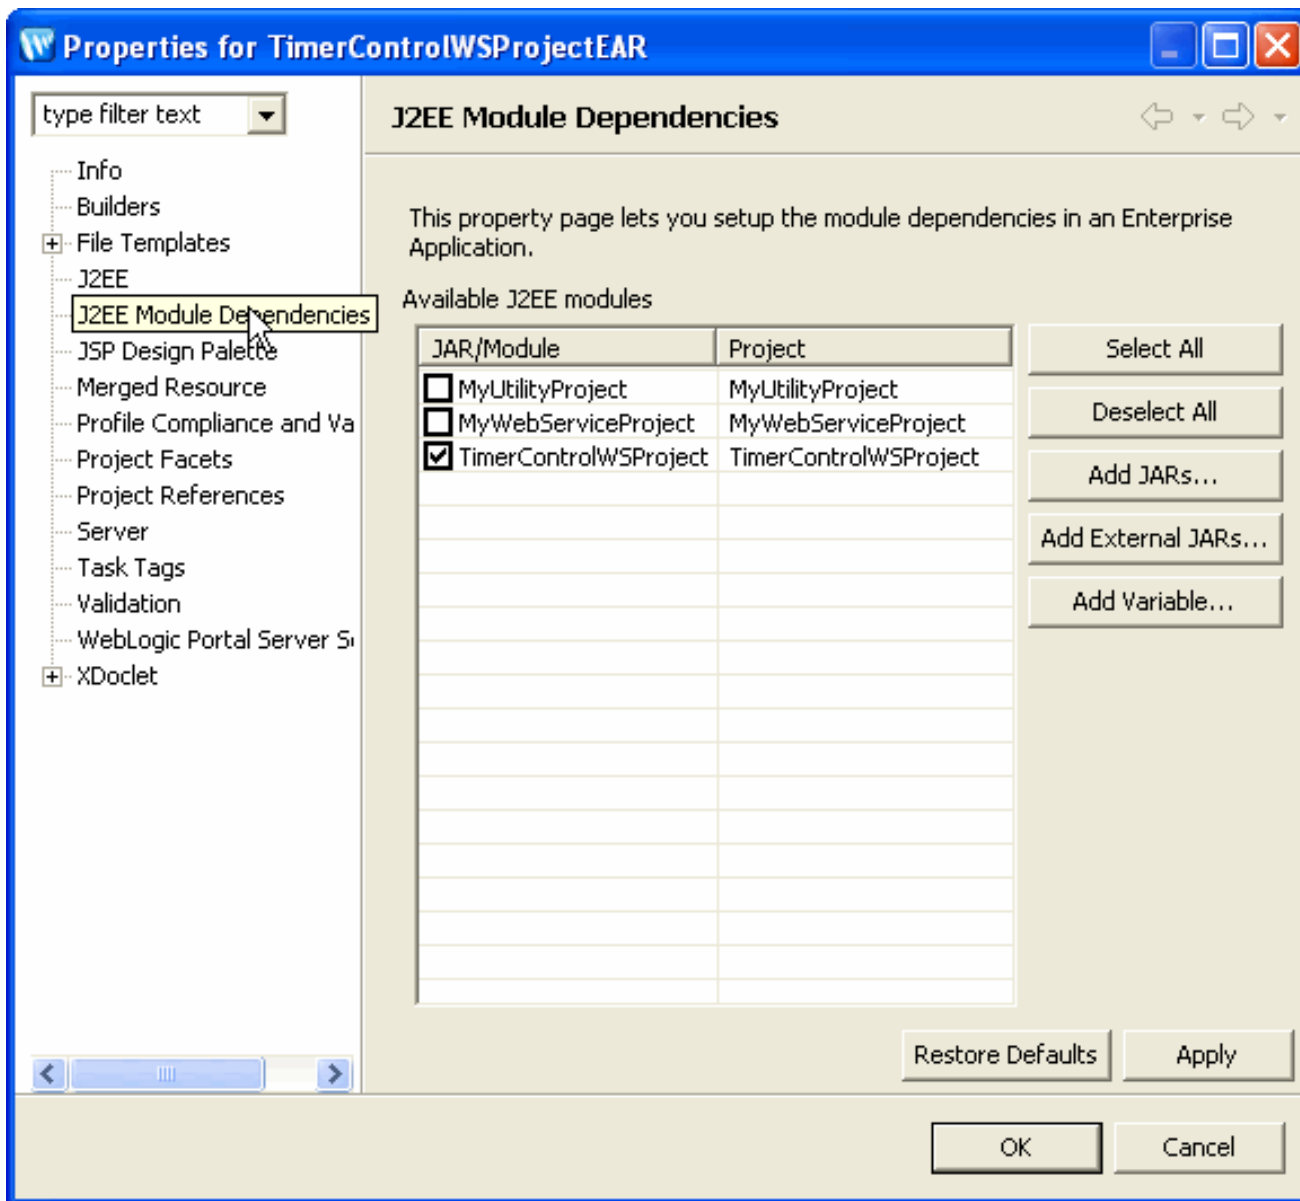 Properties for TimerControlWSProjectEAR
type filter text
Info
Builders
File Templates
J2EE
J2EE Module Dependencies
JSP Design Palette
Merged Resource
Profile Compliance and Va
Project Facets
Project References
Server
Task Tags
Validation
WebLogic Portal Server S
XDoclet
J2EE Module Dependencies
This property page lets you setup the module dependencies in an Enterprise
Application.
Available J2EE modules
JAR/Module Project
MyUtilityProject MyUtilityProject
MyWebServiceProject MyWebServiceProject
TimerControlWSProject TimerControlWSProject
Select All
Deselect All
Add JARs...
Add External JARs...
Add Variable...
Restore Defaults Apply
OK Cancel